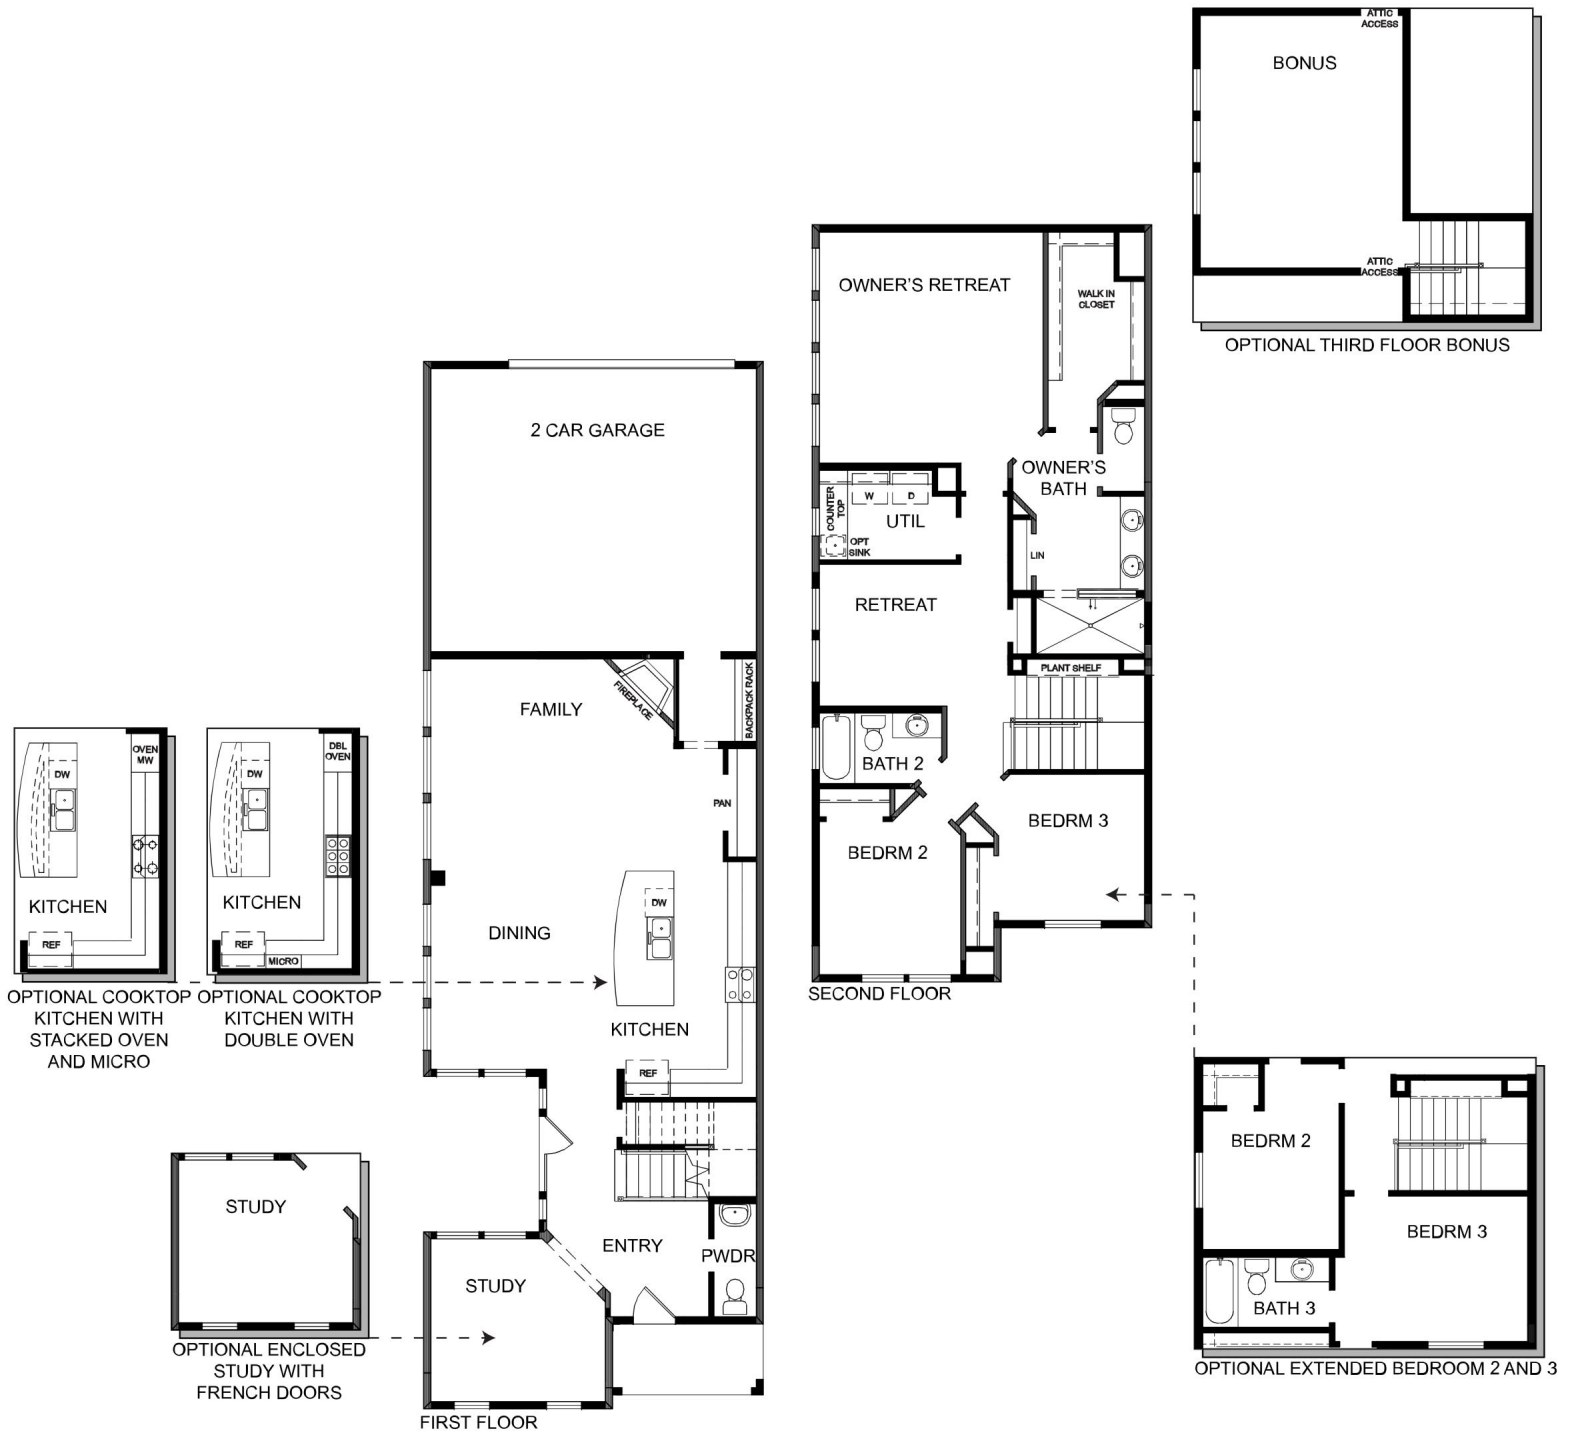 ATTIC
ACCESS
BONUS
ATTIC
ACCESS
OPTIONAL THIRD FLOOR BONUS
OWNER'S RETREAT
WALK IN
CLOSET
OWNER'S
BATH
COUNTER
TOP
W
D
UTIL
OPT
SINK
LIN
RETREAT
PLANT SHELF
BATH 2
BEDRM 3
BEDRM 2
SECOND FLOOR
2 CAR GARAGE
FAMILY
FIREPLACE
BACKPACK RACK
PAN
DW
DINING
KITCHEN
REF
ENTRY
PWDR
STUDY
FIRST FLOOR
OVEN
MW
DW
KITCHEN
REF
OPTIONAL COOKTOP
KITCHEN WITH
STACKED OVEN
AND MICRO
DBL
OVEN
DW
KITCHEN
REF
MICRO
OPTIONAL COOKTOP
KITCHEN WITH
DOUBLE OVEN
STUDY
OPTIONAL ENCLOSED
STUDY WITH
FRENCH DOORS
BEDRM 2
BEDRM 3
BATH 3
OPTIONAL EXTENDED BEDROOM 2 AND 3